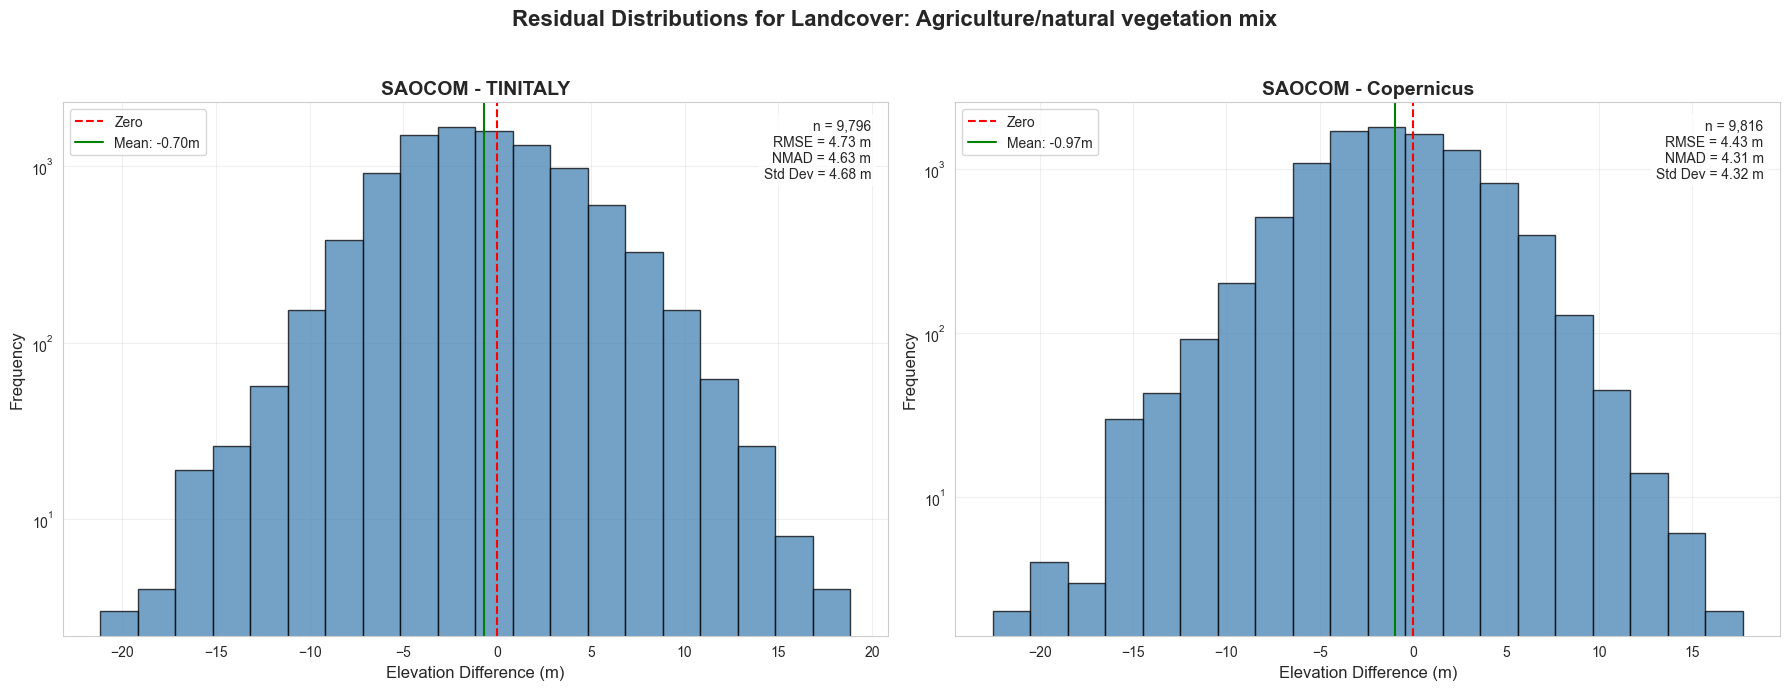 Residual Distributions for Landcover: Agriculture/natural vegetation mix
SAOCOM - TINITALY
Zero
Mean: -0.70m
n = 9,796
RMSE = 4.73 m
NMAD = 4.63 m
Std Dev = 4.68 m
Frequency
10³
10²
10¹
−20 −15 −10 −5 0 5 10 15 20
Elevation Difference (m)
SAOCOM - Copernicus
Zero
Mean: -0.97m
n = 9,816
RMSE = 4.43 m
NMAD = 4.31 m
Std Dev = 4.32 m
Frequency
10³
10²
10¹
−20 −15 −10 −5 0 5 10 15
Elevation Difference (m)